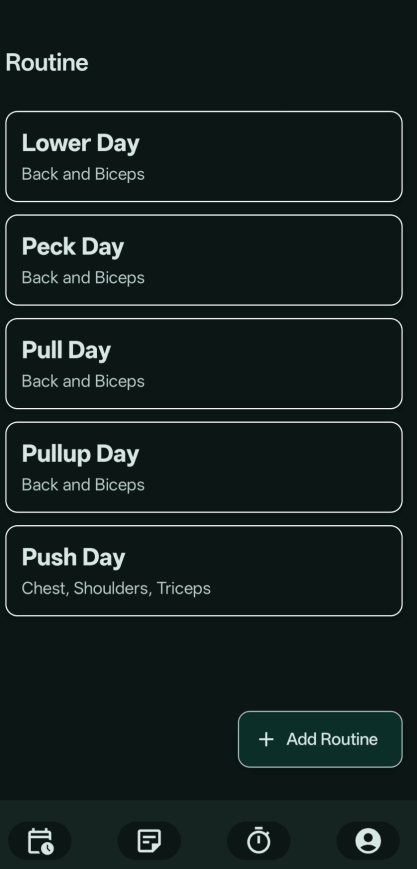 Routine
Lower Day
Back and Biceps
Peck Day
Back and Biceps
Pull Day
Back and Biceps
Pullup Day
Back and Biceps
Push Day
Chest, Shoulders, Triceps
+ Add Routine